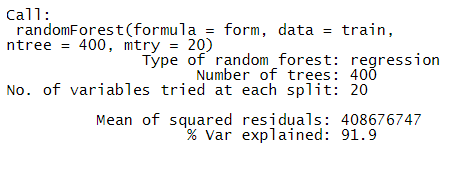 Call:
randomForest(formula = form, data = train,
ntree = 400, mtry = 20)
Type of random forest: regression
Number of trees: 400
No. of variables tried at each split: 20
Mean of squared residuals: 408676747
% Var explained: 91.9